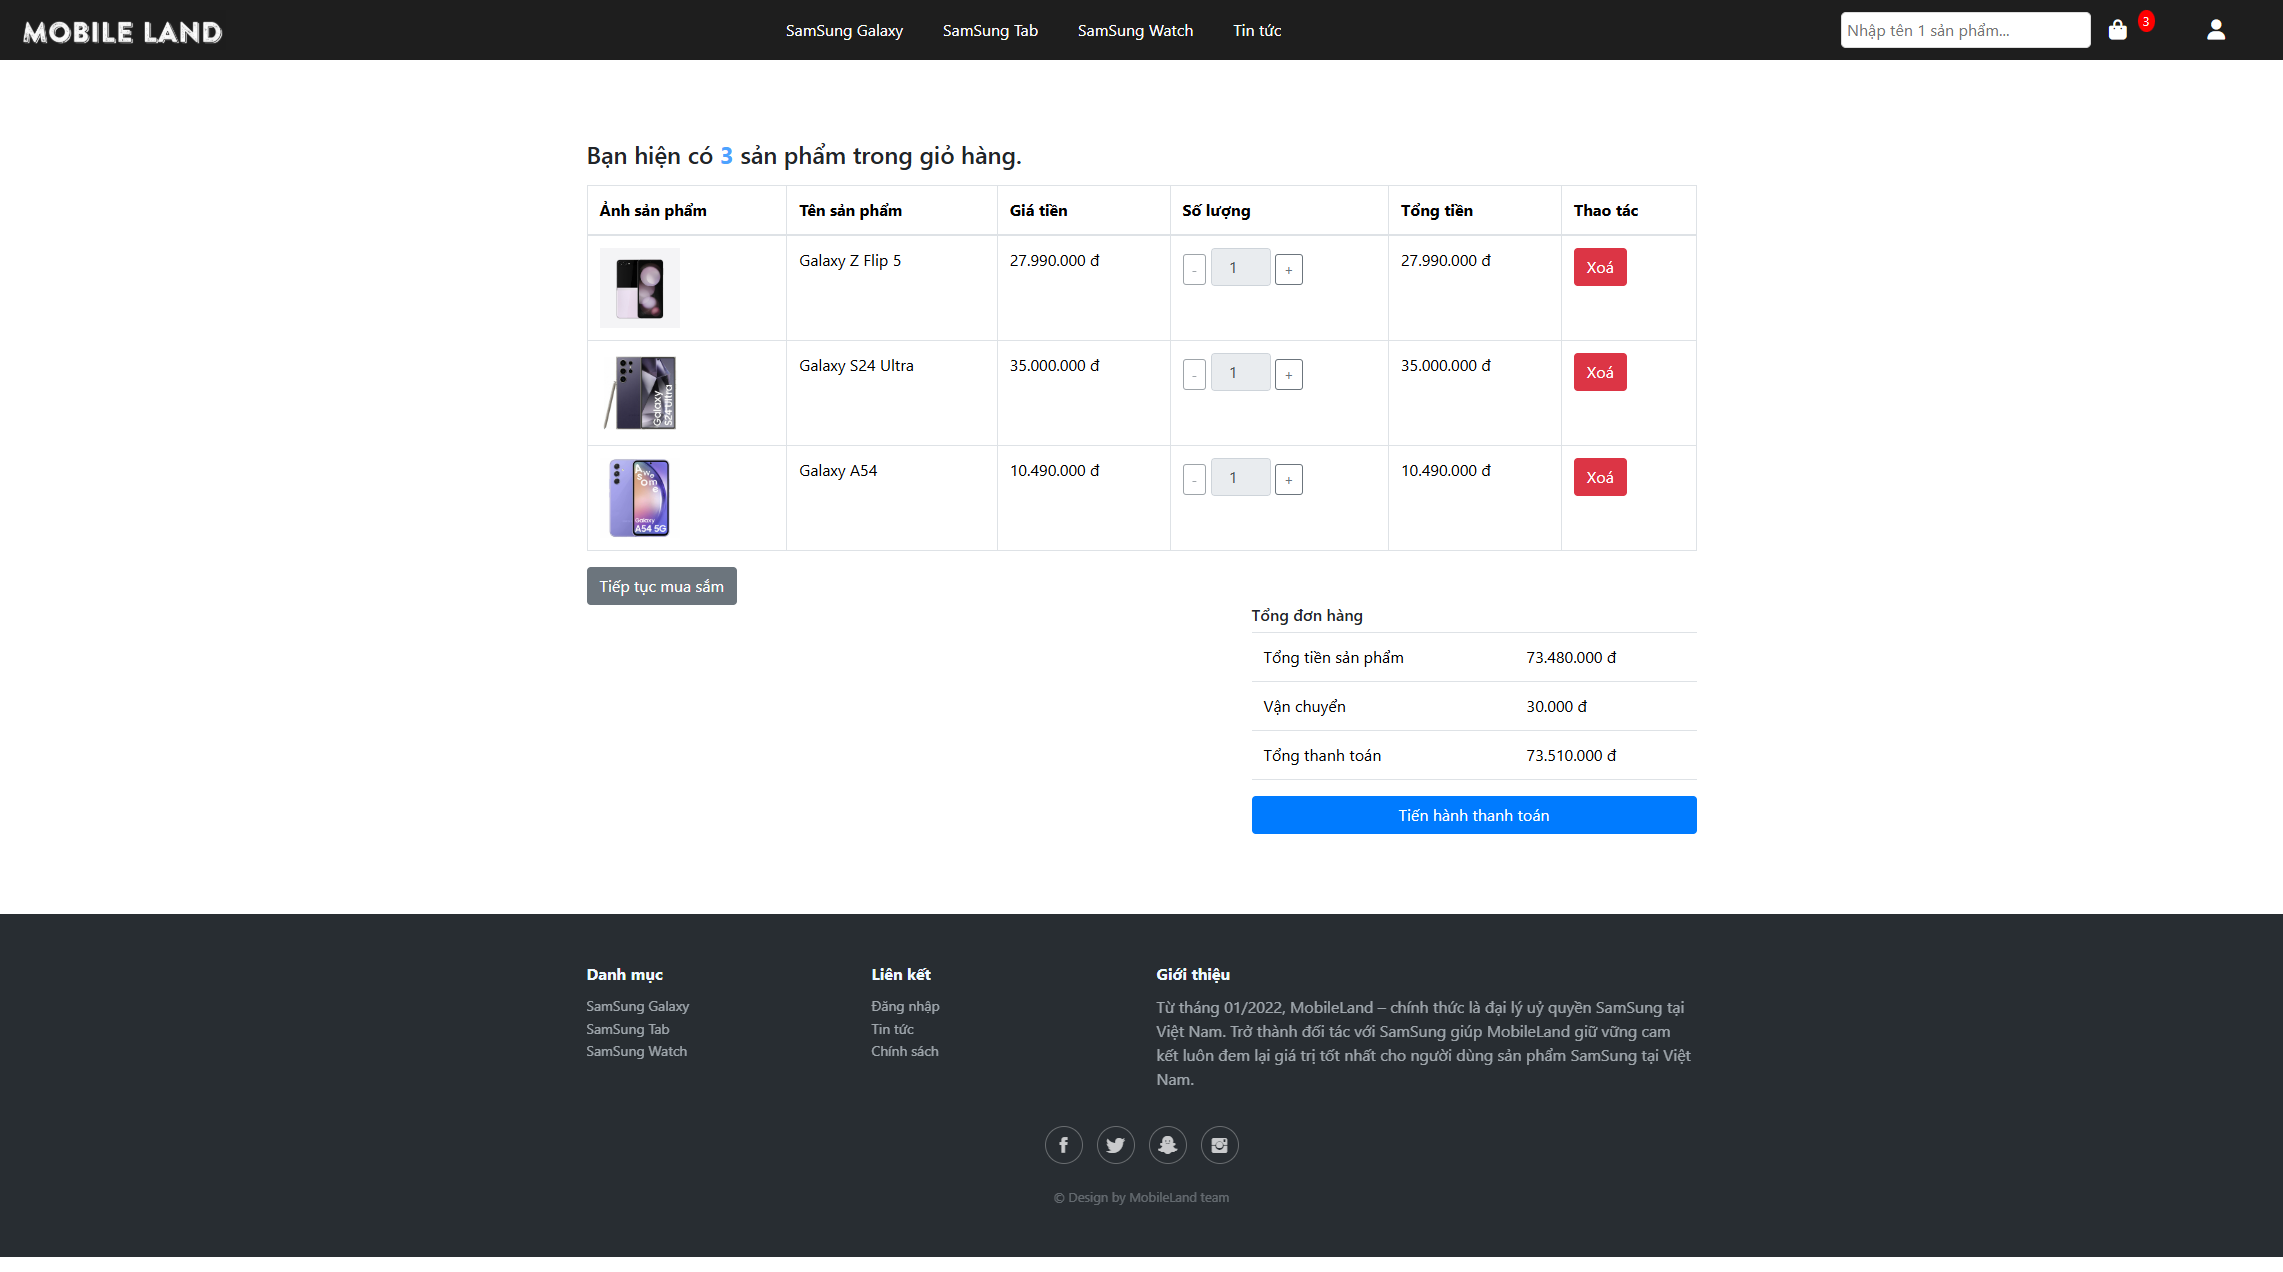 MOBILE LAND
SamSung Galaxy SamSung Tab SamSung Watch Tin tức
Nhập tên 1 sản phẩm...
3
Bạn hiện có 3 sản phẩm trong giỏ hàng.
Ảnh sản phẩm Tên sản phẩm Giá tiền Số lượng Tổng tiền Thao tác
Galaxy Z Flip 5 27.990.000 đ - 1 + 27.990.000 đ Xoá
Galaxy S24 Ultra 35.000.000 đ - 1 + 35.000.000 đ Xoá
Galaxy
S24 Ultra
Galaxy A54 10.490.000 đ - 1 + 10.490.000 đ Xoá
Awesome
Galaxy
A54 5G
Tiếp tục mua sắm
Tổng đơn hàng
Tổng tiền sản phẩm 73.480.000 đ
Vận chuyển 30.000 đ
Tổng thanh toán 73.510.000 đ
Tiến hành thanh toán
Danh mục
SamSung Galaxy
SamSung Tab
SamSung Watch
Liên kết
Đăng nhập
Tin tức
Chính sách
Giới thiệu
Từ tháng 01/2022, MobileLand – chính thức là đại lý uỷ quyền SamSung tại
Việt Nam. Trở thành đối tác với SamSung giúp MobileLand giữ vững cam
kết luôn đem lại giá trị tốt nhất cho người dùng sản phẩm SamSung tại Việt
Nam.
© Design by MobileLand team